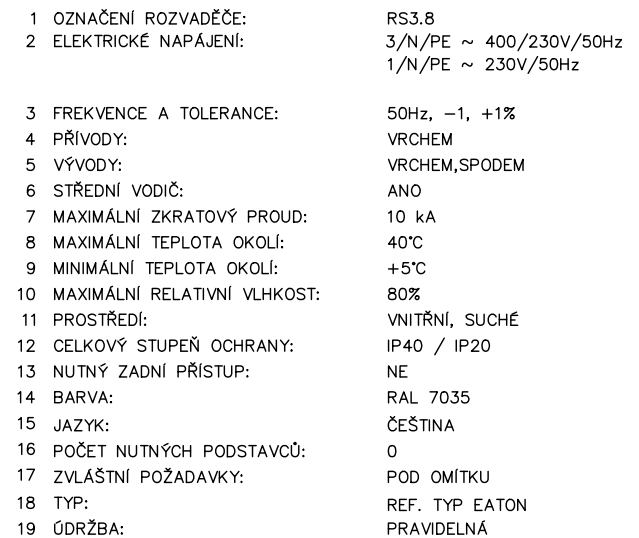 1 OZNAČENÍ ROZVADĚČE: RS3.8
2 ELEKTRICKÉ NAPÁJENÍ: 3/N/PE ~ 400/230V/50Hz
1/N/PE ~ 230V/50Hz
3 FREKVENCE A TOLERANCE: 50Hz, −1, +1%
4 PŘÍVODY: VRCHEM
5 VÝVODY: VRCHEM,SPODEM
6 STŘEDNÍ VODIČ: ANO
7 MAXIMÁLNÍ ZKRATOVÝ PROUD: 10 kA
8 MAXIMÁLNÍ TEPLOTA OKOLÍ: 40°C
9 MINIMÁLNÍ TEPLOTA OKOLÍ: +5°C
10 MAXIMÁLNÍ RELATIVNÍ VLHKOST: 80%
11 PROSTŘEDÍ: VNITŘNÍ, SUCHÉ
12 CELKOVÝ STUPEŇ OCHRANY: IP40 / IP20
13 NUTNÝ ZADNÍ PŘÍSTUP: NE
14 BARVA: RAL 7035
15 JAZYK: ČEŠTINA
16 POČET NUTNÝCH PODSTAVCŮ: 0
17 ZVLÁŠTNÍ POŽADAVKY: POD OMÍTKU
18 TYP: REF. TYP EATON
19 ÚDRŽBA: PRAVIDELNÁ